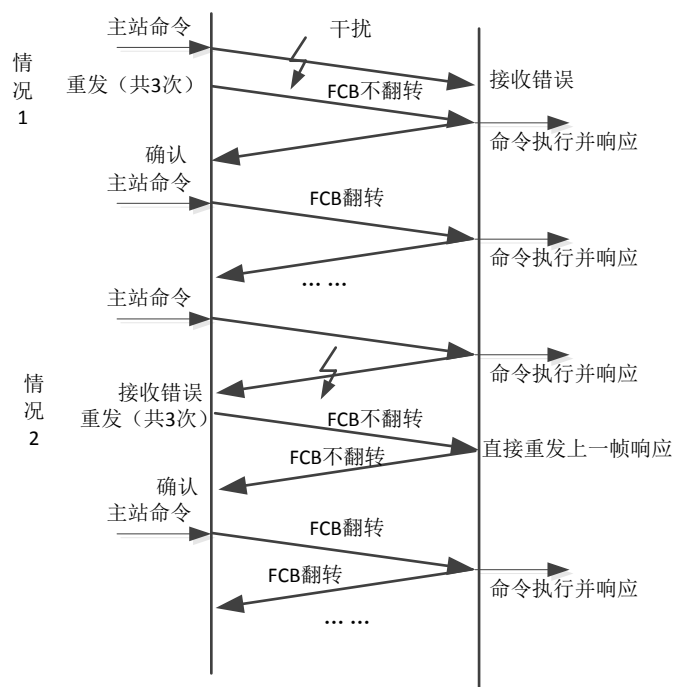 主站命令
干扰
情况1
重发（共3次）
FCB不翻转
接收错误
命令执行并响应
确认
主站命令
FCB翻转
命令执行并响应
... ...
主站命令
命令执行并响应
情况2
接收错误
重发（共3次）
FCB不翻转
直接重发上一帧响应
FCB不翻转
确认
主站命令
FCB翻转
FCB翻转
命令执行并响应
... ...